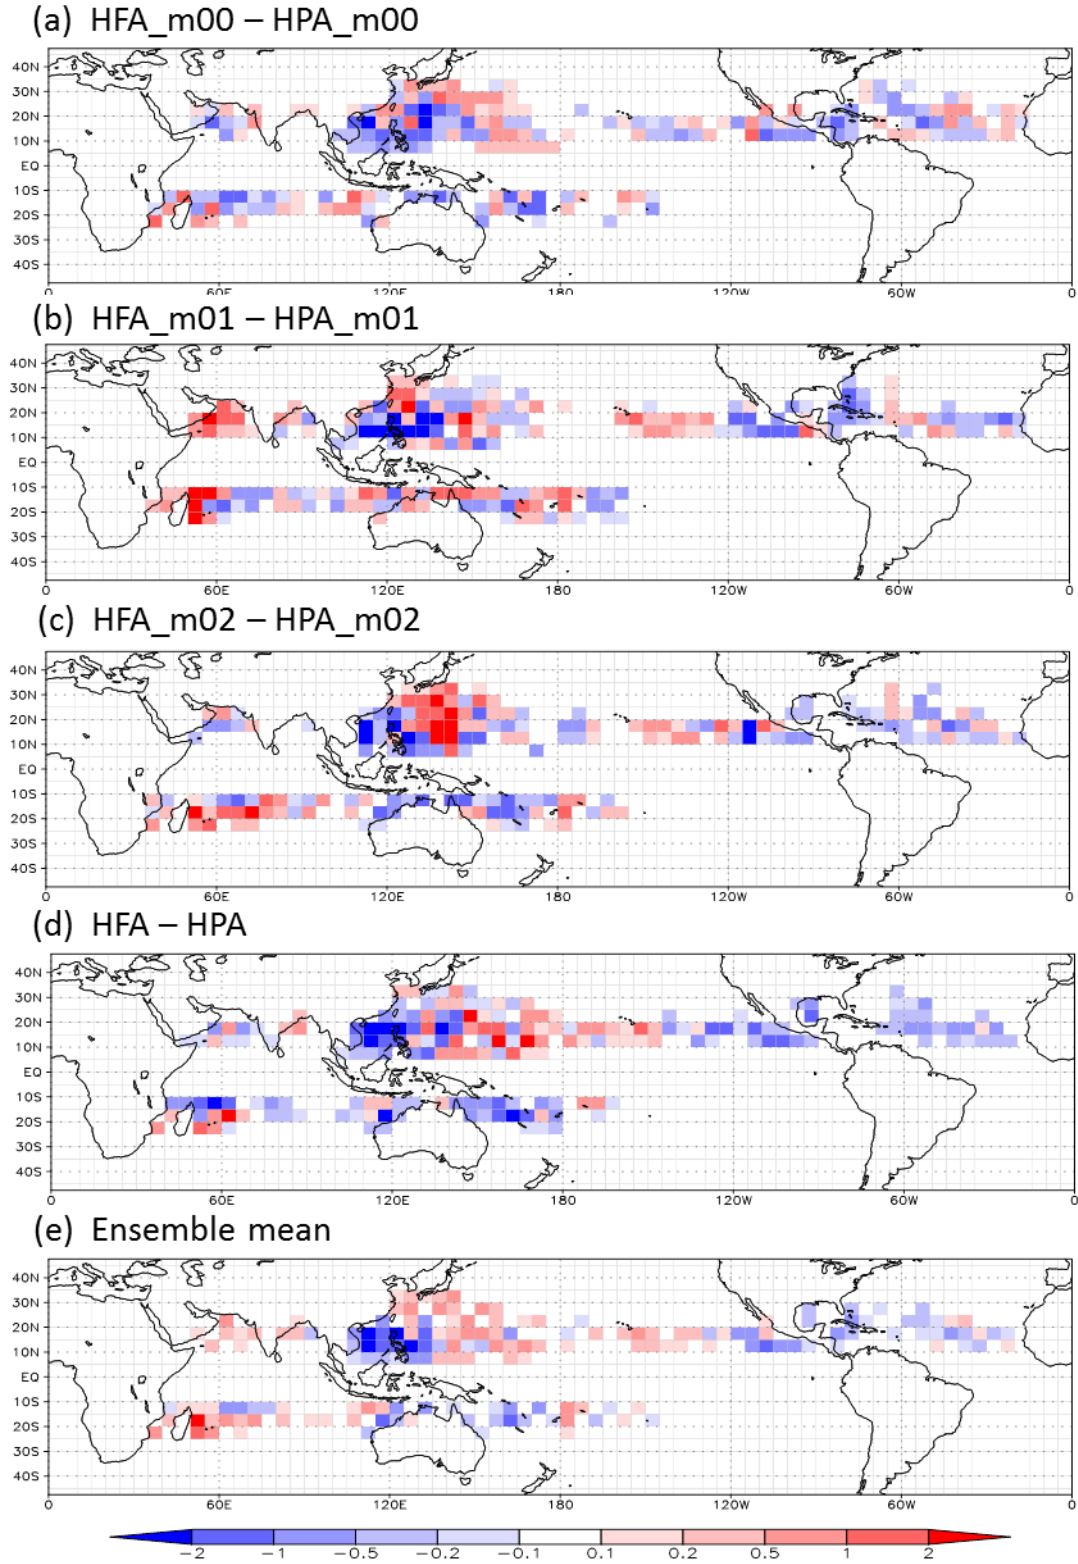 (a) HFA_m00 – HPA_m00
40N
30N
20N
10N
EQ
10S
20S
30S
40S
0 60E 120E 180 120W 60W 0
(b) HFA_m01 – HPA_m01
40N
30N
20N
10N
EQ
10S
20S
30S
40S
0 60E 120E 180 120W 60W 0
(c) HFA_m02 – HPA_m02
40N
30N
20N
10N
EQ
10S
20S
30S
40S
0 60E 120E 180 120W 60W 0
(d) HFA – HPA
40N
30N
20N
10N
EQ
10S
20S
30S
40S
0 60E 120E 180 120W 60W 0
(e) Ensemble mean
40N
30N
20N
10N
EQ
10S
20S
30S
40S
0 60E 120E 180 120W 60W 0
−2 −1 −0.5 −0.2 −0.1 0.1 0.2 0.5 1 2